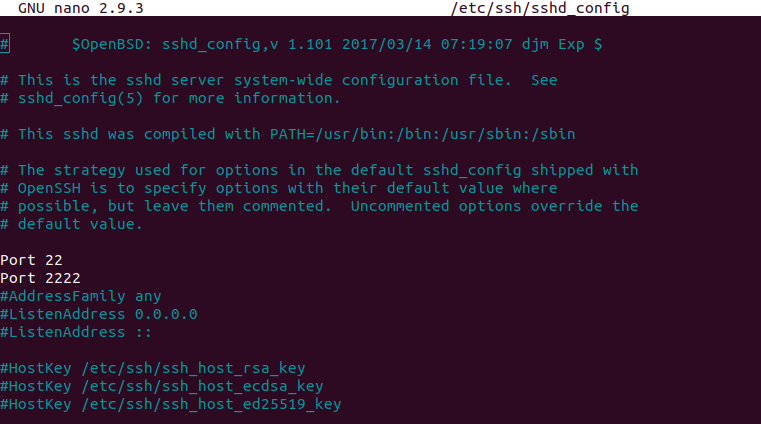 GNU nano 2.9.3 /etc/ssh/sshd_config
# $OpenBSD: sshd_config,v 1.101 2017/03/14 07:19:07 djm Exp $
# This is the sshd server system-wide configuration file. See
# sshd_config(5) for more information.
# This sshd was compiled with PATH=/usr/bin:/bin:/usr/sbin:/sbin
# The strategy used for options in the default sshd_config shipped with
# OpenSSH is to specify options with their default value where
# possible, but leave them commented. Uncommented options override the
# default value.
Port 22
Port 2222
#AddressFamily any
#ListenAddress 0.0.0.0
#ListenAddress ::
#HostKey /etc/ssh/ssh_host_rsa_key
#HostKey /etc/ssh/ssh_host_ecdsa_key
#HostKey /etc/ssh/ssh_host_ed25519_key